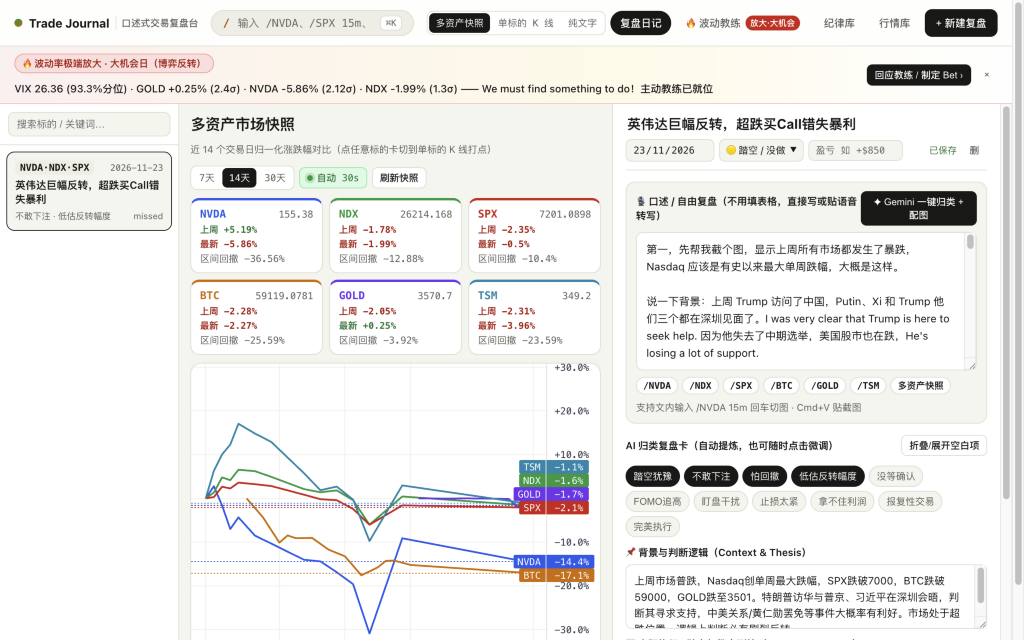 Trade Journal 口述式交易复盘台 / 输入 /NVDA、/SPX 15m、 ⌘K 多资产快照 单标的 K 线 纯文字 复盘日记 🔥 波动教练 放大·大机会 纪律库 行情库 + 新建复盘
🔥 波动率极端放大 · 大机会日（博弈反转）
VIX 26.36 (93.3%分位) · GOLD +0.25% (2.4σ) · NVDA -5.86% (2.12σ) · NDX -1.99% (1.3σ) —— We must find something to do! 主动教练已就位
回应教练 / 制定 Bet › ×
搜索标的 / 关键词...
NVDA·NDX·SPX 2026-11-23
英伟达巨幅反转，超跌买Call错失暴利
不敢下注 · 低估反转幅度 missed
多资产市场快照
近 14 个交易日归一化涨跌幅对比（点任意标的卡切到单标的 K 线打点）
7天 14天 30天 自动 30s 刷新快照
NVDA 155.38
上周 +5.19%
最新 -5.86%
区间回撤 -36.56%
NDX 26214.168
上周 -1.78%
最新 -1.99%
区间回撤 -12.88%
SPX 7201.0898
上周 -2.35%
最新 -0.5%
区间回撤 -10.4%
BTC 59119.0781
上周 -2.28%
最新 -2.27%
区间回撤 -25.59%
GOLD 3570.7
上周 -2.05%
最新 +0.25%
区间回撤 -3.92%
TSM 349.2
上周 -2.31%
最新 -3.96%
区间回撤 -23.59%
+30.0%
+20.0%
+10.0%
TSM -1.1%
NDX -1.6%
GOLD -1.7%
SPX -2.1%
-10.0%
NVDA -14.4%
BTC -17.1%
-20.0%
-30.0%
英伟达巨幅反转，超跌买Call错失暴利
23/11/2026 踏空 / 没做 ▼ 盈亏 如 +$850 已保存 删
🎙 口述 / 自由复盘（不用填表格，直接写或贴语音转写）
✦ Gemini 一键归类 + 配图
第一，先帮我截个图，显示上周所有市场都发生了暴跌，
Nasdaq 应该是有史以来最大单周跌幅，大概是这样。
说一下背景：上周 Trump 访问了中国，Putin、Xi 和 Trump 他
们三个都在深圳见面了。I was very clear that Trump is here to
seek help. 因为他失去了中期选举，美国股市也在跌，He's
losing a lot of support.
/NVDA /NDX /SPX /BTC /GOLD /TSM 多资产快照
支持文内输入 /NVDA 15m 回车切图 · Cmd+V 贴截图
AI 归类复盘卡（自动提炼，也可随时点击微调） 折叠/展开空白项
踏空犹豫 不敢下注 怕回撤 低估反转幅度 没等确认
FOMO追高 盯盘干扰 止损太紧 拿不住利润 报复性交易
完美执行
📌 背景与判断逻辑（Context & Thesis）
上周市场普跌，Nasdaq创单周最大跌幅，SPX跌破7000，BTC跌破
59000，GOLD跌至3501。特朗普访华与普京、习近平在深圳会晤，判
断其寻求支持，中美关系/黄仁勋罢免等事件大概率有利好。市场处于超